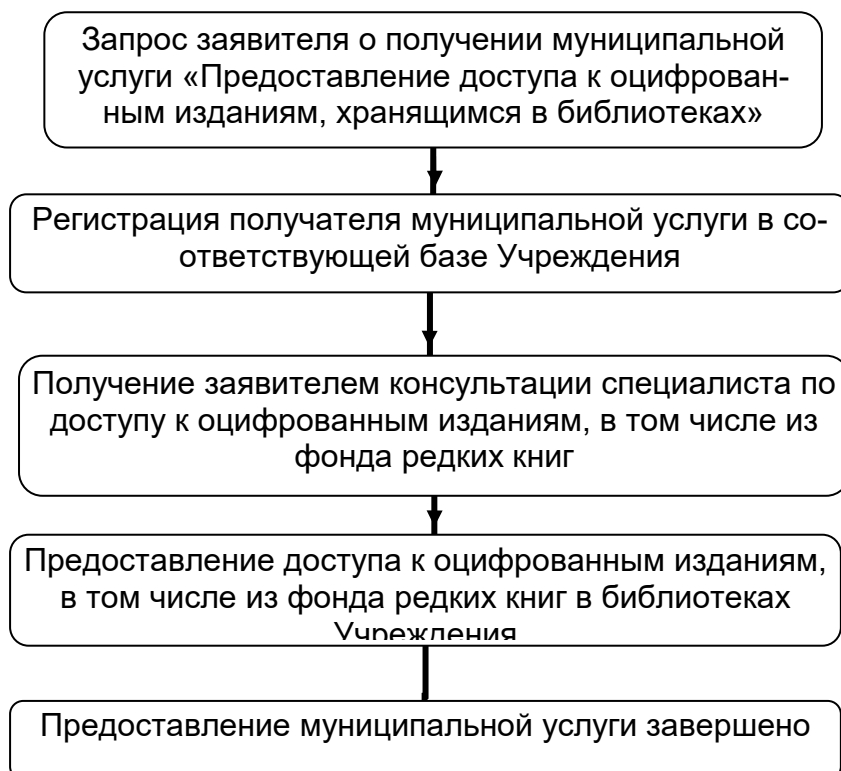 Запрос заявителя о получении муниципальной
услуги «Предоставление доступа к оцифрован-
ным изданиям, хранящимся в библиотеках»
Регистрация получателя муниципальной услуги в со-
ответствующей базе Учреждения
Получение заявителем консультации специалиста по
доступу к оцифрованным изданиям, в том числе из
фонда редких книг
Предоставление доступа к оцифрованным изданиям,
в том числе из фонда редких книг в библиотеках
Учреждения
Предоставление муниципальной услуги завершено